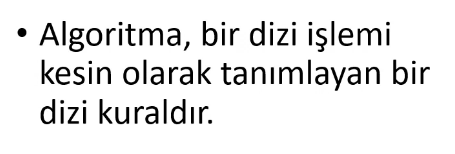 • Algoritma, bir dizi işlemi
kesin olarak tanımlayan bir
dizi kuraldır.